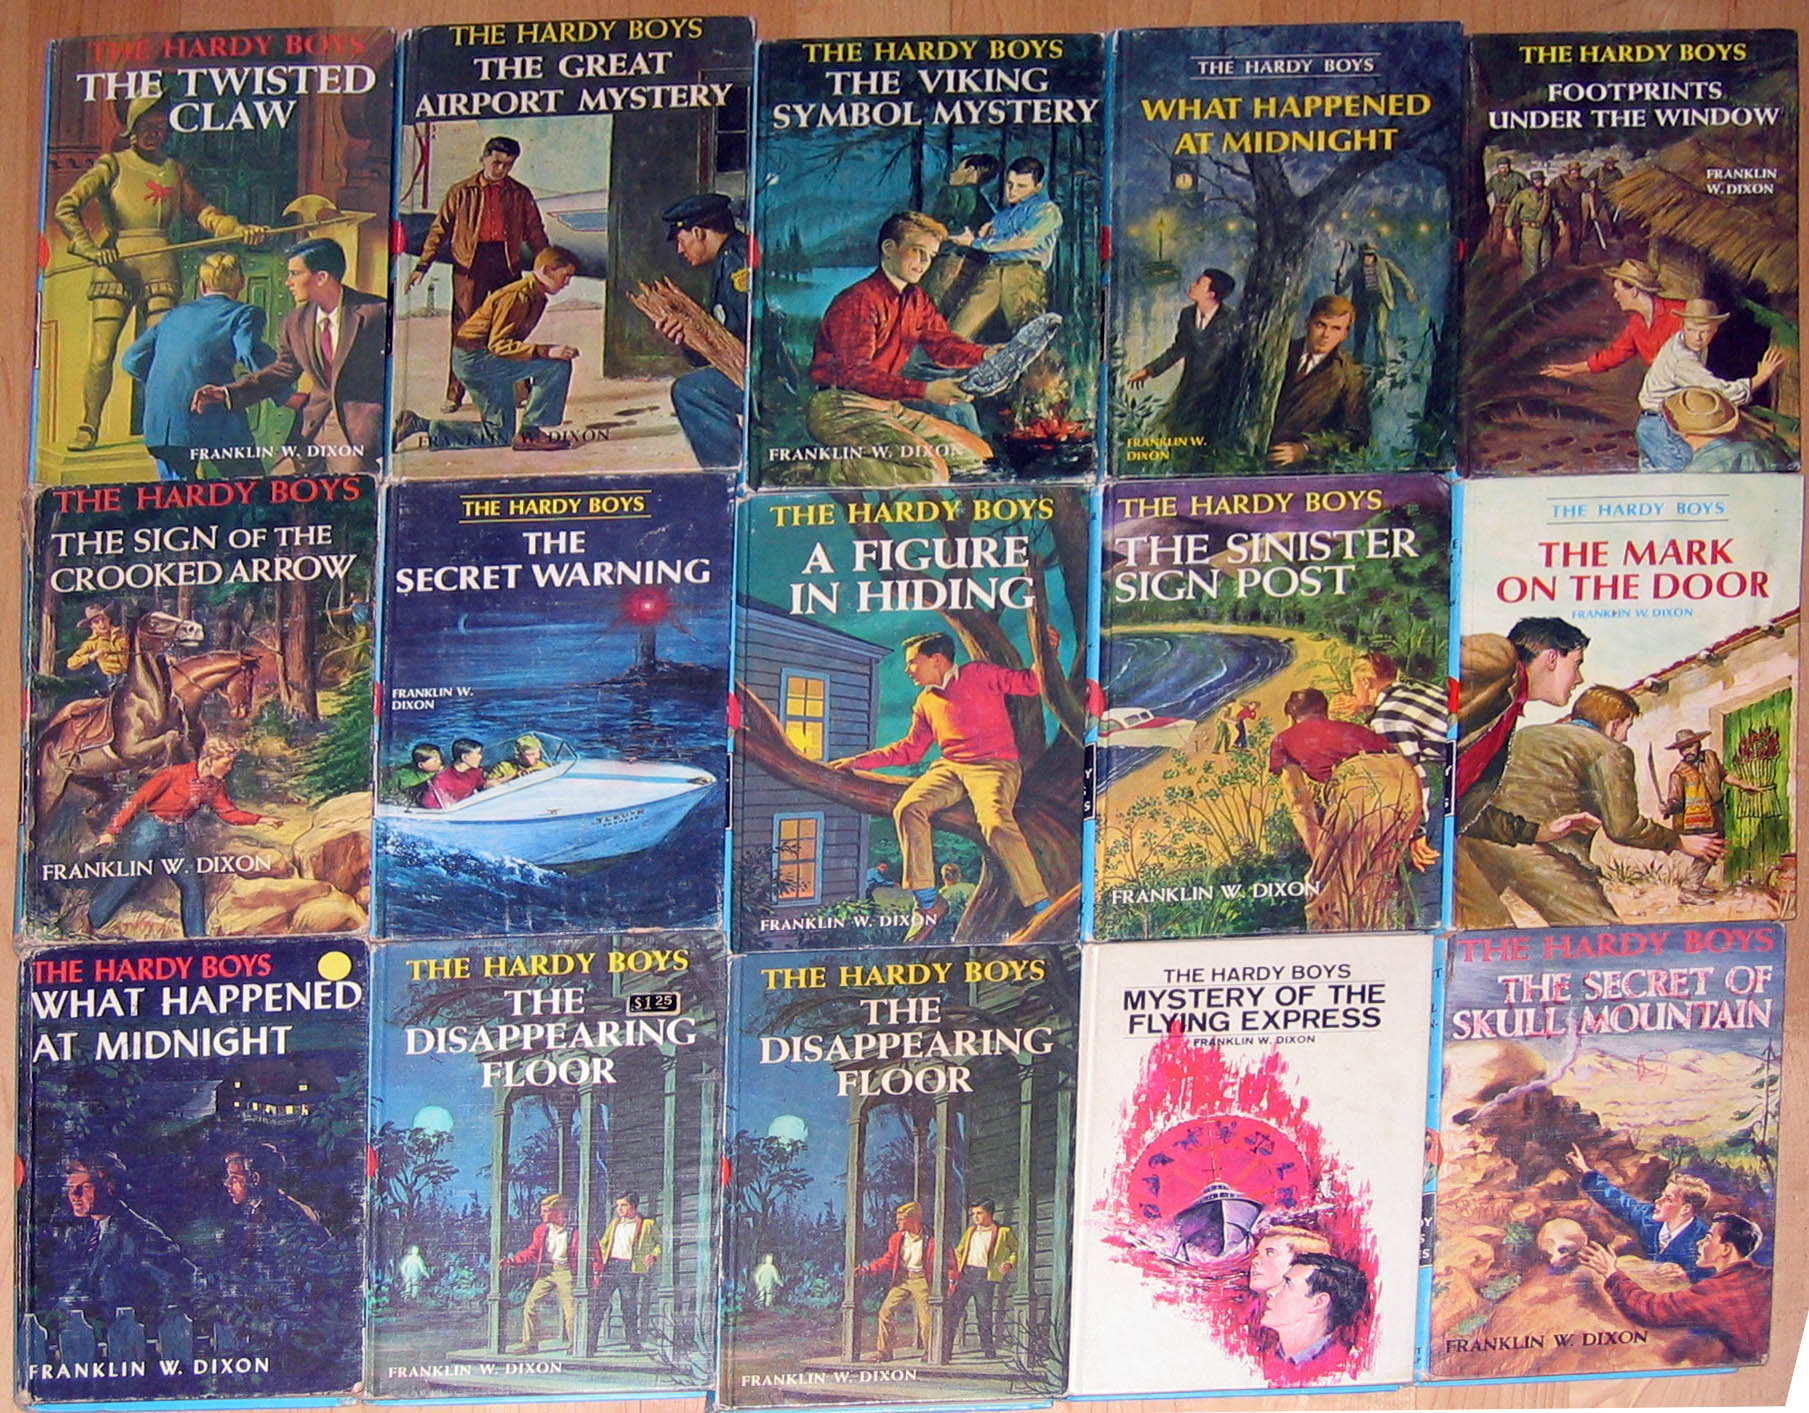 THE HARDY BOYS
THE TWISTED
CLAW
FRANKLIN W. DIXON
THE HARDY BOYS
THE GREAT
AIRPORT MYSTERY
FRANKLIN W. DIXON
THE HARDY BOYS
THE VIKING
SYMBOL MYSTERY
FRANKLIN W. DIXON
THE HARDY BOYS
WHAT HAPPENED
AT MIDNIGHT
FRANKLIN W.
DIXON
THE HARDY BOYS
FOOTPRINTS
UNDER THE WINDOW
FRANKLIN
W. DIXON
THE HARDY BOYS
THE SIGN OF THE
CROOKED ARROW
FRANKLIN W. DIXON
THE HARDY BOYS
THE
SECRET WARNING
FRANKLIN W.
DIXON
SLEUTH
THE HARDY BOYS
A FIGURE
IN HIDING
FRANKLIN W. DIXON
THE HARDY BOYS
THE SINISTER
SIGN POST
FRANKLIN W. DIXON
THE HARDY BOYS
THE MARK
ON THE DOOR
FRANKLIN W. DIXON
THE HARDY BOYS
WHAT HAPPENED
AT MIDNIGHT
FRANKLIN W. DIXON
THE HARDY BOYS
THE
$1.25
DISAPPEARING
FLOOR
FRANKLIN W. DIXON
THE HARDY BOYS
THE
DISAPPEARING
FLOOR
FRANKLIN W. DIXON
THE HARDY BOYS
MYSTERY OF THE
FLYING EXPRESS
FRANKLIN W. DIXON
THE HARDY BOYS
THE SECRET OF
SKULL MOUNTAIN
FRANKLIN W. DIXON